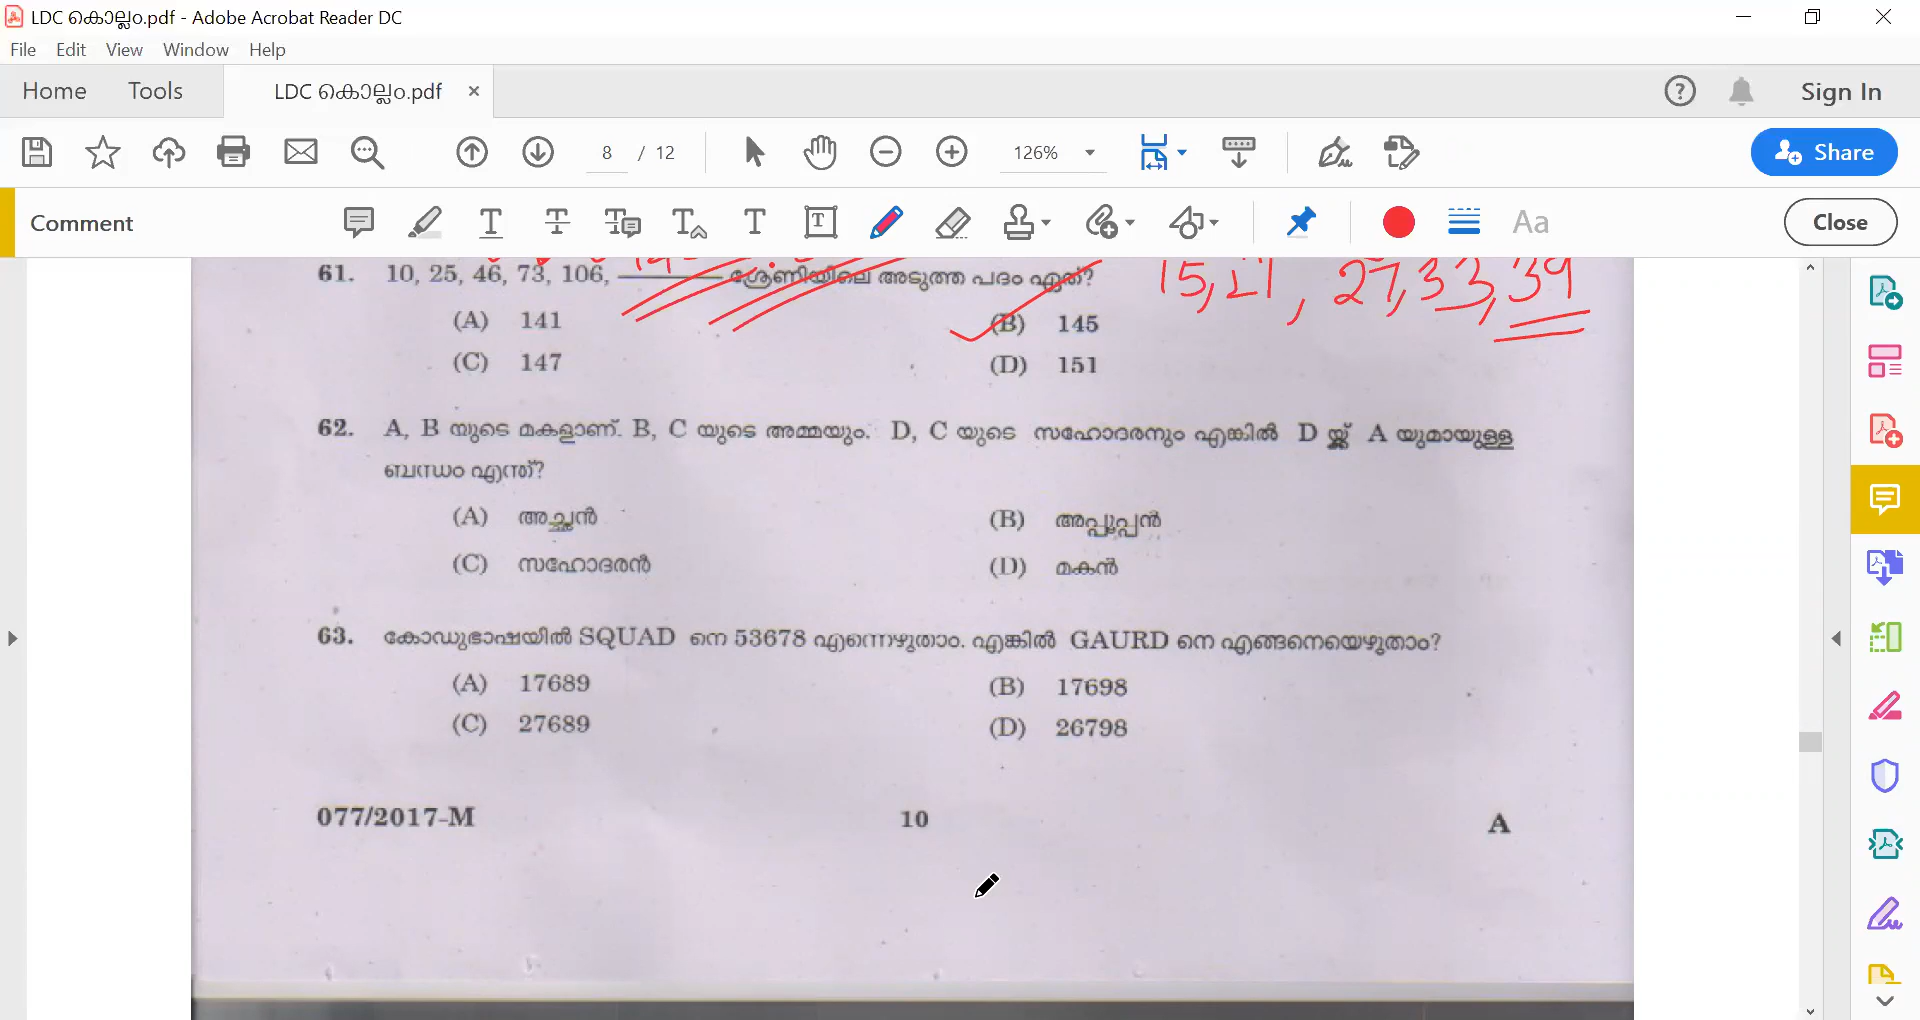 LDC കൊല്ലം.pdf - Adobe Acrobat Reader DC
File Edit View Window Help
Home Tools LDC കൊല്ലം.pdf × Sign In
8 / 12 126% Share
Comment Aa Close
61. 10, 25, 46, 73, 106, ———— ശ്രേണിയിലെ അടുത്ത പദം ഏത്? 15, 21, 27, 33, 39
(A) 141 (B) 145
(C) 147 (D) 151
62. A, B യുടെ മകളാണ്. B, C യുടെ അമ്മയും. D, C യുടെ സഹോദരനും എങ്കിൽ D യ്ക്ക് A യുമായുള്ള
ബന്ധം എന്ത്?
(A) അച്ഛൻ (B) അപ്പൂപ്പൻ
(C) സഹോദരൻ (D) മകൻ
63. കോഡുഭാഷയിൽ SQUAD നെ 53678 എന്നെഴുതാം. എങ്കിൽ GAURD നെ എങ്ങനെയെഴുതാം?
(A) 17689 (B) 17698
(C) 27689 (D) 26798
077/2017-M 10 A